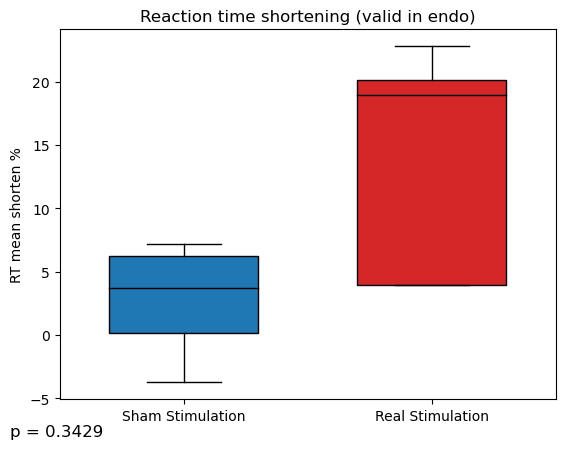 Reaction time shortening (valid in endo)
RT mean shorten %
20
15
10
5
0
−5
Sham Stimulation
Real Stimulation
p = 0.3429